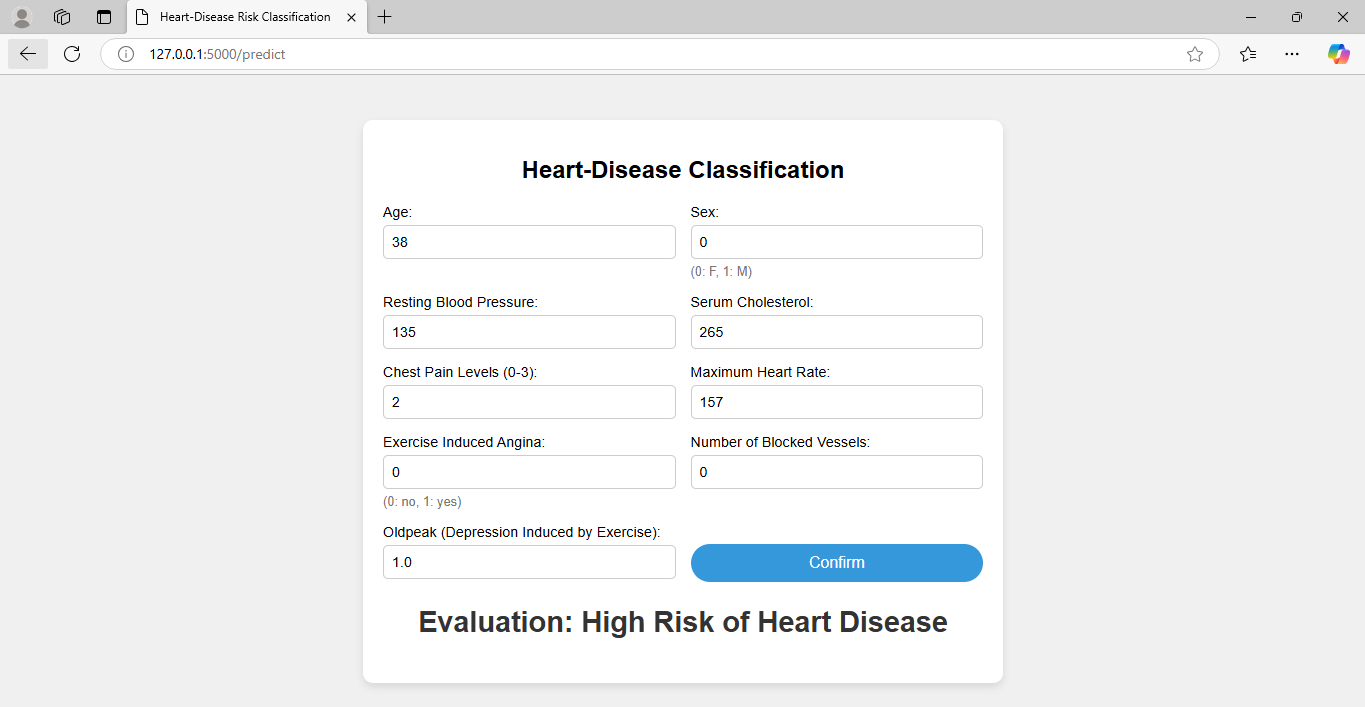 Heart-Disease Risk Classification
127.0.0.1:5000/predict
Heart-Disease Classification
Age:
38
Sex:
0
(0: F, 1: M)
Resting Blood Pressure:
135
Serum Cholesterol:
265
Chest Pain Levels (0-3):
2
Maximum Heart Rate:
157
Exercise Induced Angina:
0
(0: no, 1: yes)
Number of Blocked Vessels:
0
Oldpeak (Depression Induced by Exercise):
1.0
Confirm
Evaluation: High Risk of Heart Disease